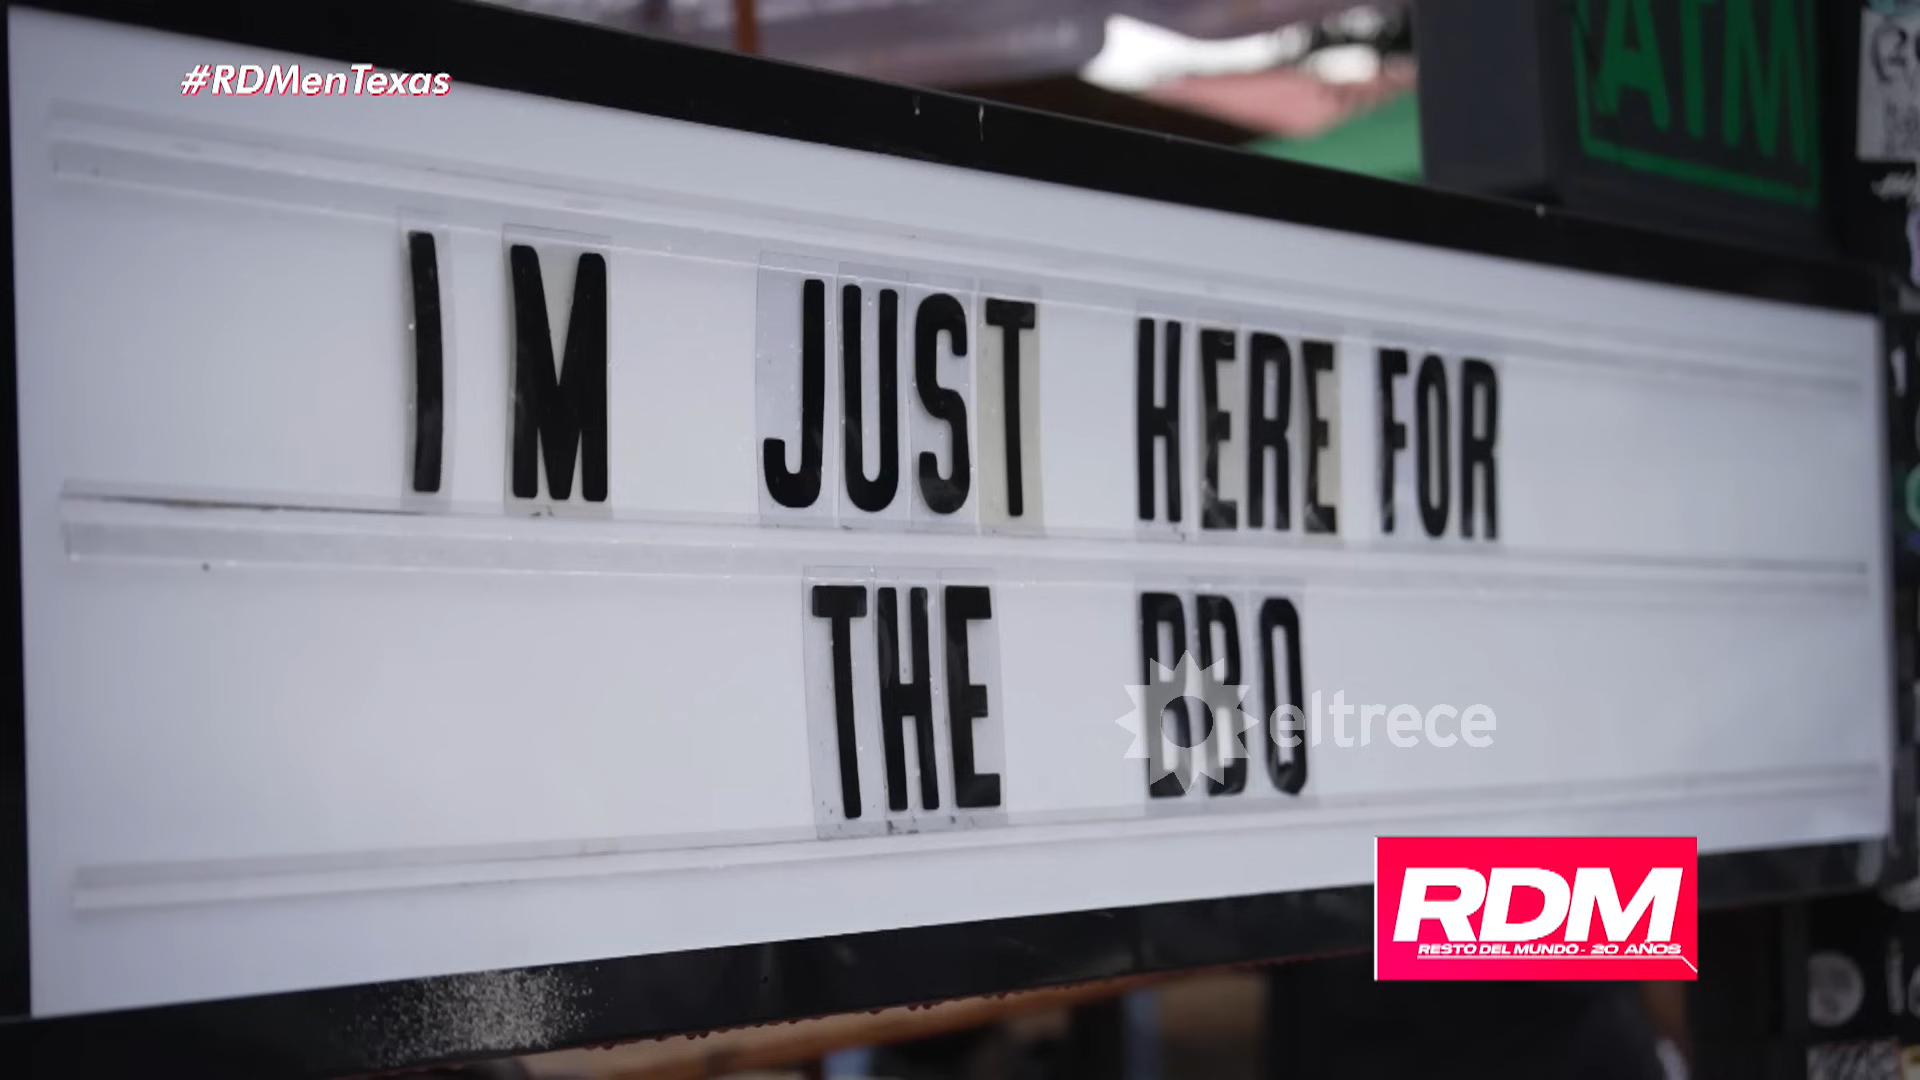 #RDMenTexas
ATM
IM JUST HERE FOR
THE BBQ
eltrece
RDM
RESTO DEL MUNDO - 20 AÑOS